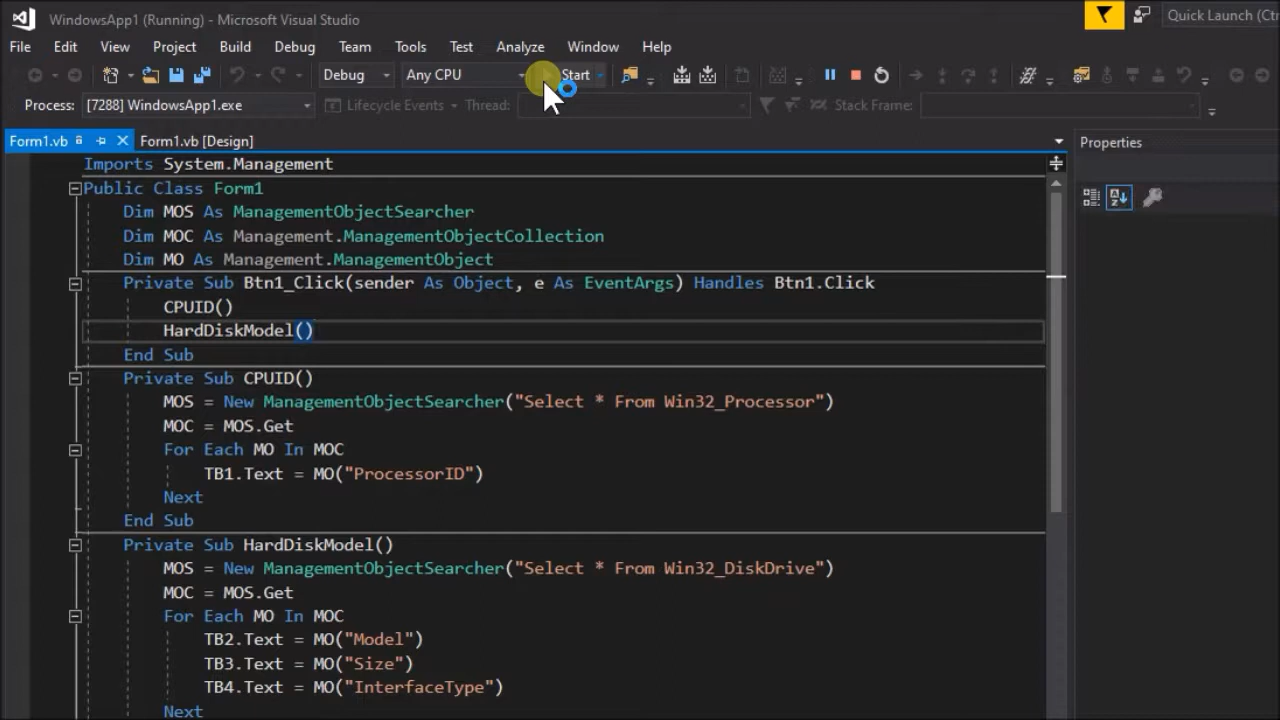 WindowsApp1 (Running) - Microsoft Visual Studio
Quick Launch (Ctr
File Edit View Project Build Debug Team Tools Test Analyze Window Help
Debug Any CPU Start
Process: [7288] WindowsApp1.exe Lifecycle Events Thread: Stack Frame:
Form1.vb Form1.vb [Design]
Properties
Imports System.Management
Public Class Form1
Dim MOS As ManagementObjectSearcher
Dim MOC As Management.ManagementObjectCollection
Dim MO As Management.ManagementObject
Private Sub Btn1_Click(sender As Object, e As EventArgs) Handles Btn1.Click
CPUID()
HardDiskModel()
End Sub
Private Sub CPUID()
MOS = New ManagementObjectSearcher("Select * From Win32_Processor")
MOC = MOS.Get
For Each MO In MOC
TB1.Text = MO("ProcessorID")
Next
End Sub
Private Sub HardDiskModel()
MOS = New ManagementObjectSearcher("Select * From Win32_DiskDrive")
MOC = MOS.Get
For Each MO In MOC
TB2.Text = MO("Model")
TB3.Text = MO("Size")
TB4.Text = MO("InterfaceType")
Next